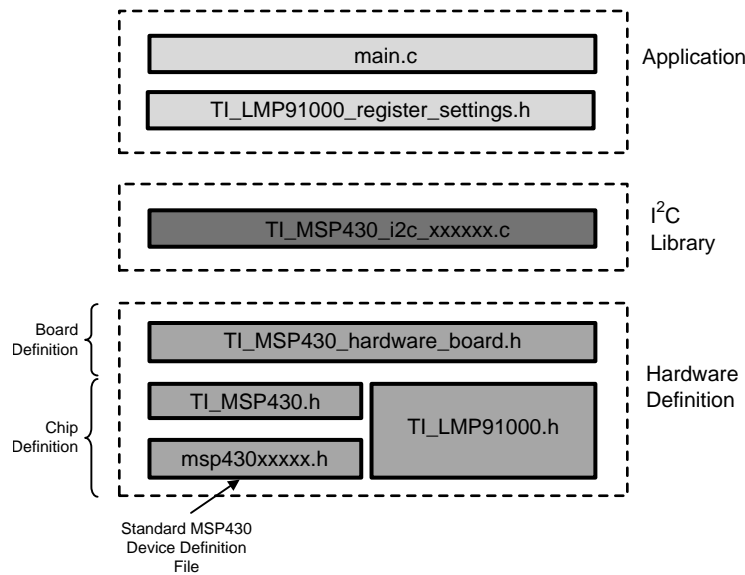 main.c
Application
TI_LMP91000_register_settings.h
TI_MSP430_i2c_xxxxxx.c
I2C
Library
Board
Definition
TI_MSP430_hardware_board.h
Hardware
Definition
Chip
Definition
TI_MSP430.h
TI_LMP91000.h
msp430xxxxx.h
Standard MSP430
Device Definition
File